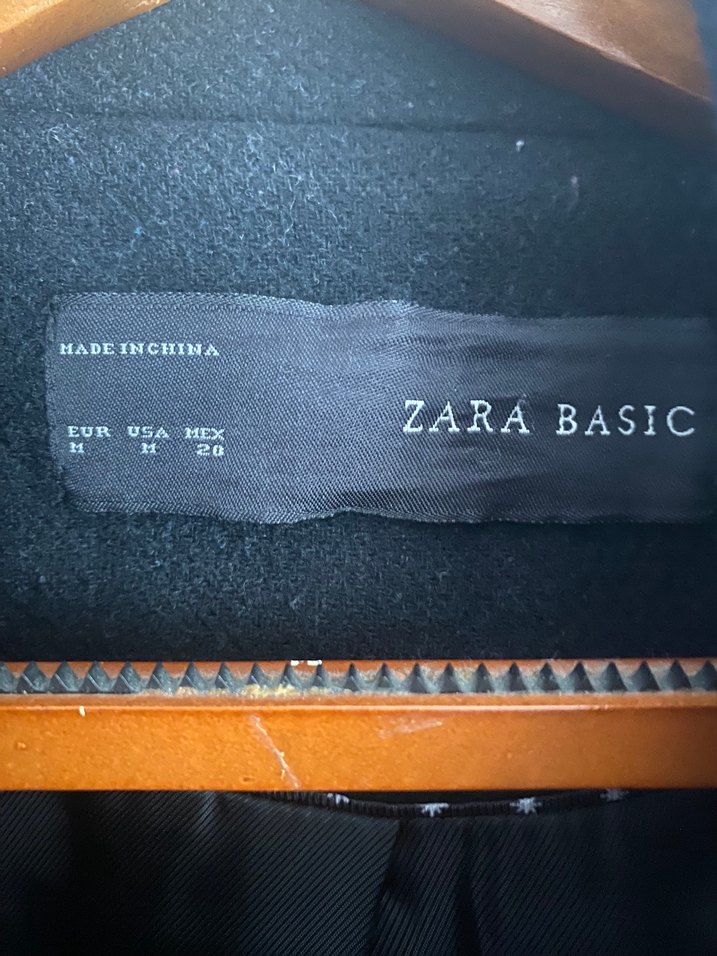 MADE IN CHINA
EUR USA MEX
M M 28
ZARA BASIC